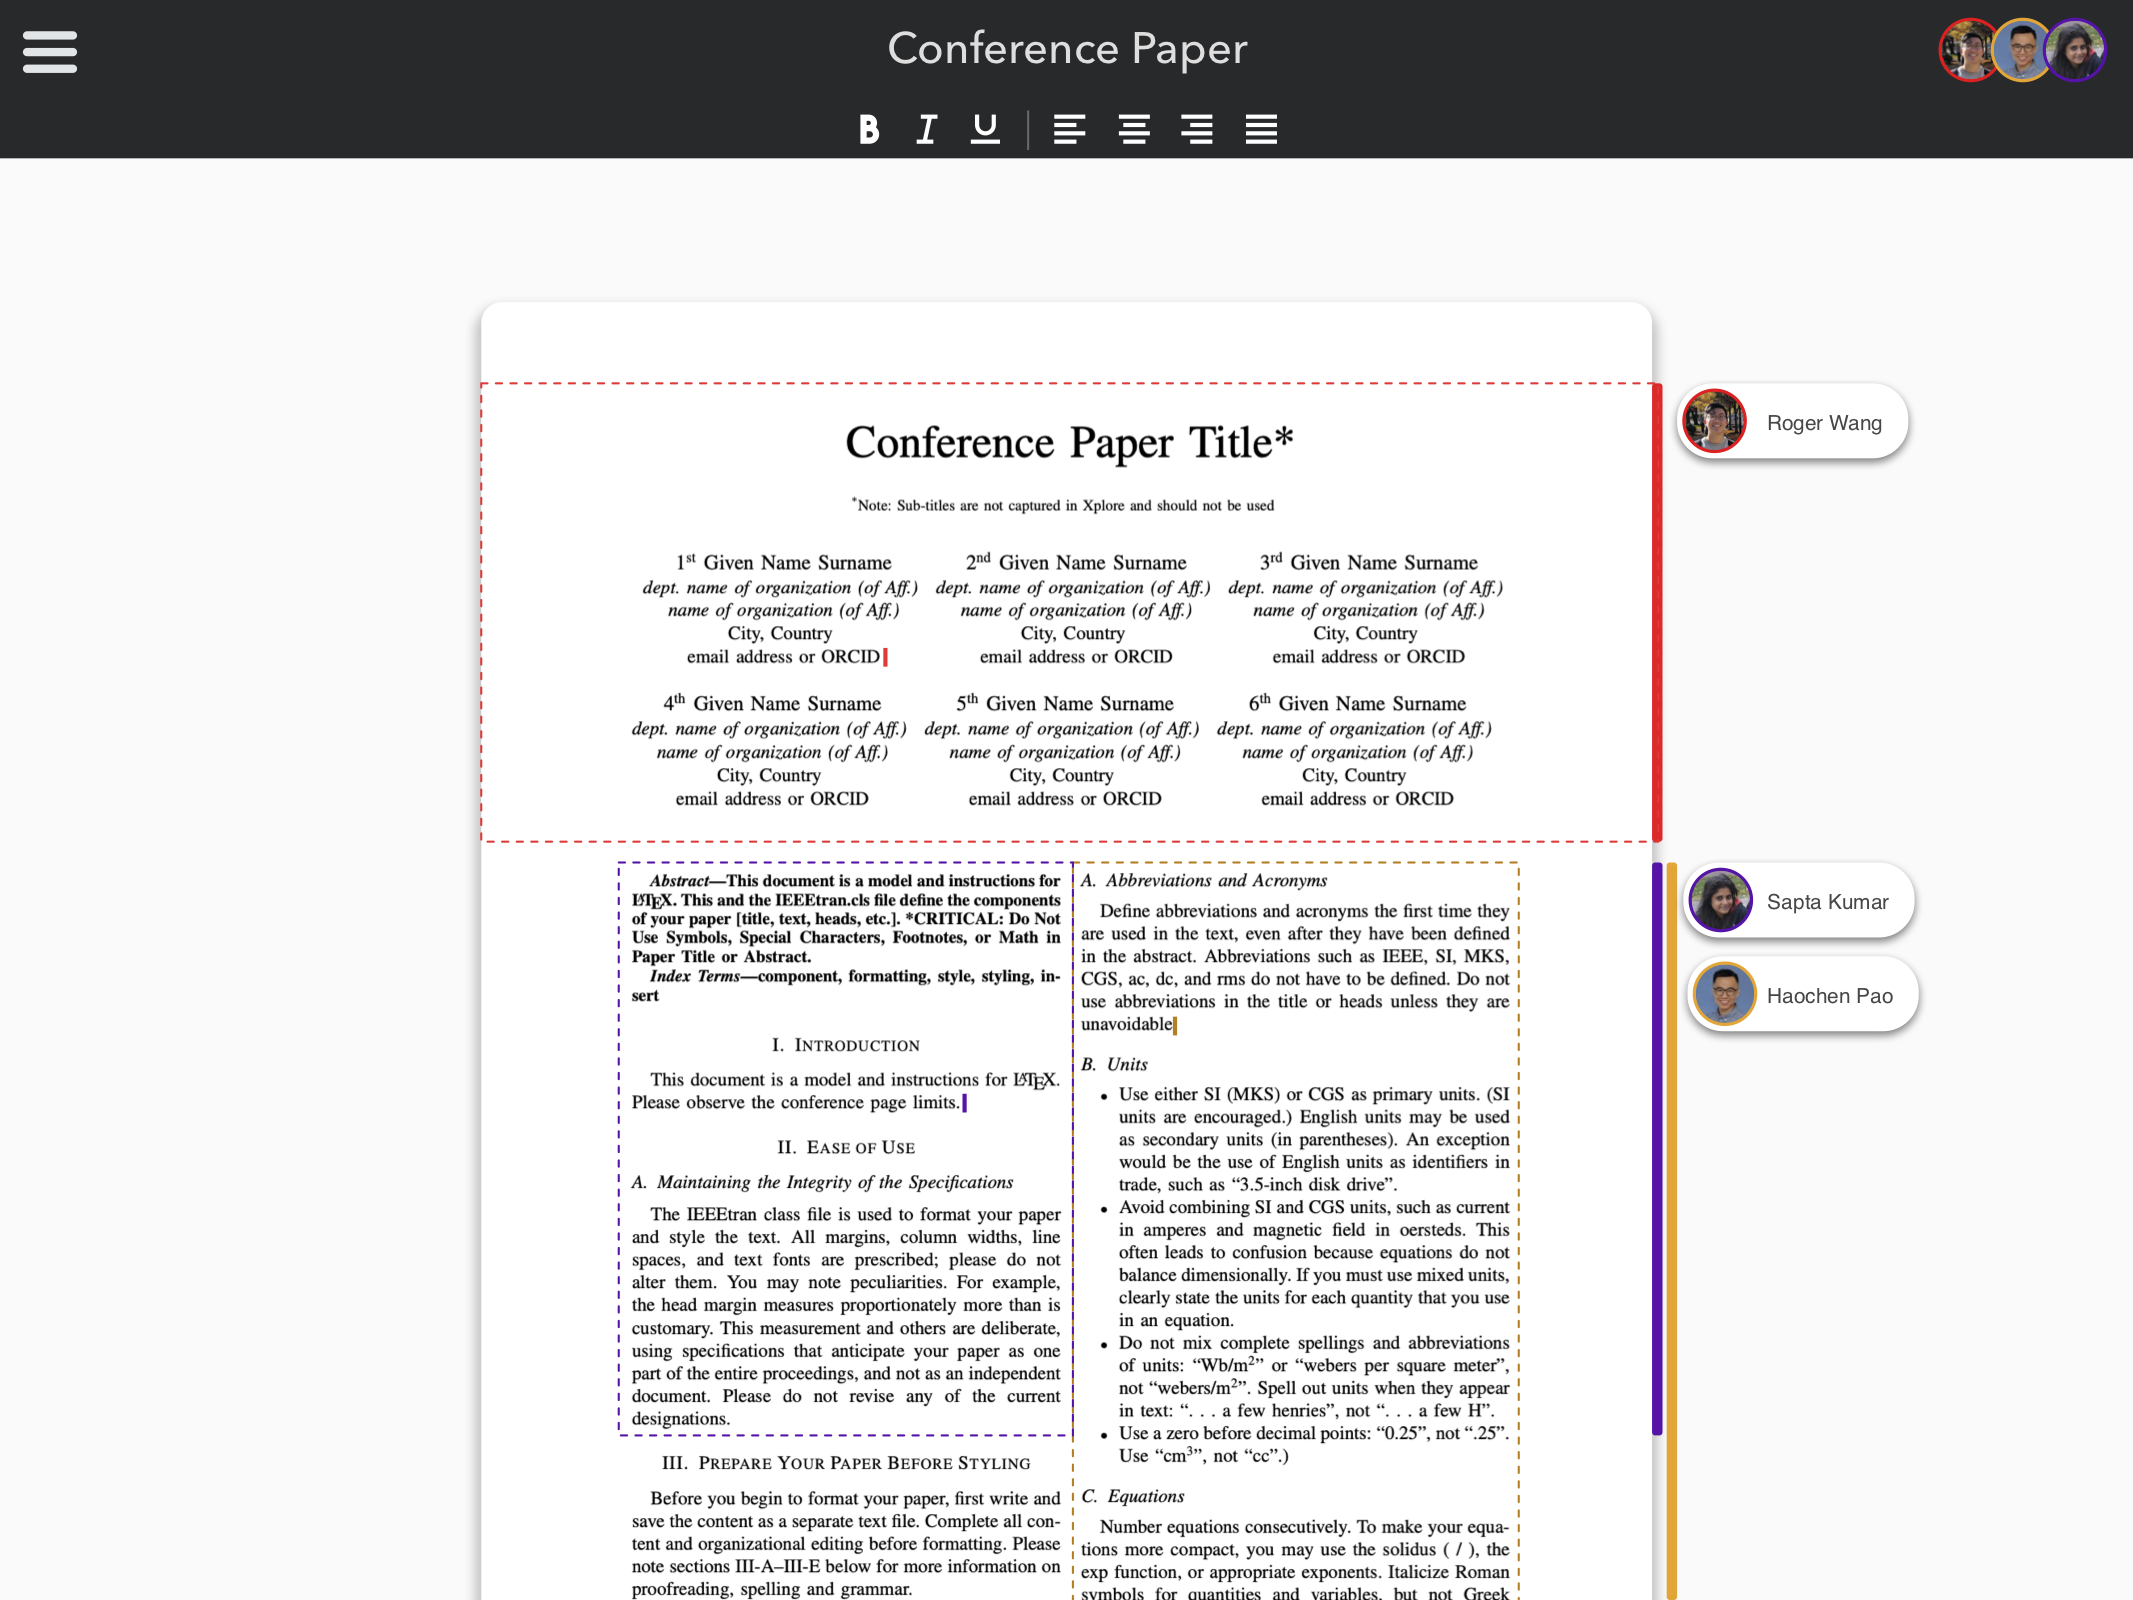 Conference Paper
B I U
Roger Wang
Conference Paper Title*
*Note: Sub-titles are not captured in Xplore and should not be used
1st Given Name Surname
dept. name of organization (of Aff.)
name of organization (of Aff.)
City, Country
email address or ORCID
2nd Given Name Surname
dept. name of organization (of Aff.)
name of organization (of Aff.)
City, Country
email address or ORCID
3rd Given Name Surname
dept. name of organization (of Aff.)
name of organization (of Aff.)
City, Country
email address or ORCID
4th Given Name Surname
dept. name of organization (of Aff.)
name of organization (of Aff.)
City, Country
email address or ORCID
5th Given Name Surname
dept. name of organization (of Aff.)
name of organization (of Aff.)
City, Country
email address or ORCID
6th Given Name Surname
dept. name of organization (of Aff.)
name of organization (of Aff.)
City, Country
email address or ORCID
Abstract—This document is a model and instructions for
LATEX. This and the IEEEtran.cls file define the components
of your paper [title, text, heads, etc.]. *CRITICAL: Do Not
Use Symbols, Special Characters, Footnotes, or Math in
Paper Title or Abstract.
Index Terms—component, formatting, style, styling, in-
sert
I. INTRODUCTION
This document is a model and instructions for LATEX.
Please observe the conference page limits.
II. EASE OF USE
A. Maintaining the Integrity of the Specifications
The IEEEtran class file is used to format your paper
and style the text. All margins, column widths, line
spaces, and text fonts are prescribed; please do not
alter them. You may note peculiarities. For example,
the head margin measures proportionately more than is
customary. This measurement and others are deliberate,
using specifications that anticipate your paper as one
part of the entire proceedings, and not as an independent
document. Please do not revise any of the current
designations.
III. PREPARE YOUR PAPER BEFORE STYLING
Before you begin to format your paper, first write and
save the content as a separate text file. Complete all con-
tent and organizational editing before formatting. Please
note sections III-A–III-E below for more information on
proofreading, spelling and grammar.
A. Abbreviations and Acronyms
Define abbreviations and acronyms the first time they
are used in the text, even after they have been defined
in the abstract. Abbreviations such as IEEE, SI, MKS,
CGS, ac, dc, and rms do not have to be defined. Do not
use abbreviations in the title or heads unless they are
unavoidable
B. Units
• Use either SI (MKS) or CGS as primary units. (SI
units are encouraged.) English units may be used
as secondary units (in parentheses). An exception
would be the use of English units as identifiers in
trade, such as “3.5-inch disk drive”.
• Avoid combining SI and CGS units, such as current
in amperes and magnetic field in oersteds. This
often leads to confusion because equations do not
balance dimensionally. If you must use mixed units,
clearly state the units for each quantity that you use
in an equation.
• Do not mix complete spellings and abbreviations
of units: “Wb/m²” or “webers per square meter”,
not “webers/m²”. Spell out units when they appear
in text: “. . . a few henries”, not “. . . a few H”.
• Use a zero before decimal points: “0.25”, not “.25”.
Use “cm³”, not “cc”.)
C. Equations
Number equations consecutively. To make your equa-
tions more compact, you may use the solidus ( / ), the
exp function, or appropriate exponents. Italicize Roman
symbols for quantities and variables, but not Greek
Sapta Kumar
Haochen Pao